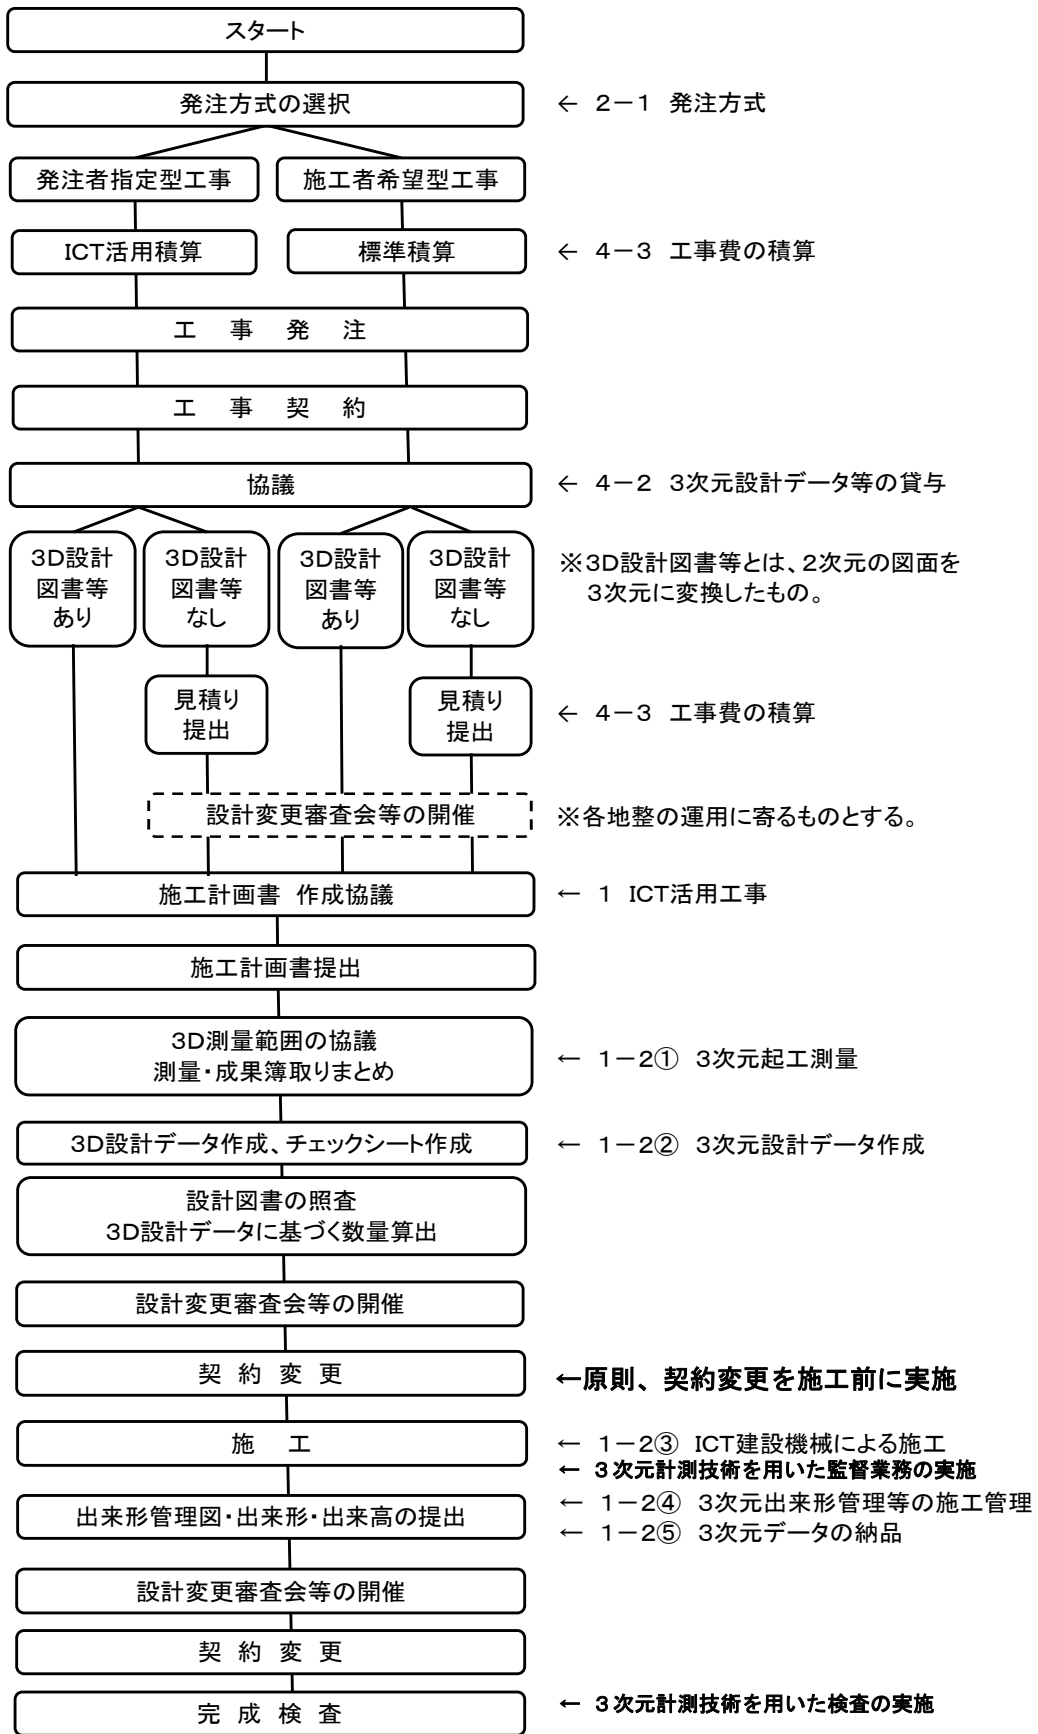 スタート
発注方式の選択
← 2－1 発注方式
発注者指定型工事
施工者希望型工事
ICT活用積算
標準積算
← 4－3 工事費の積算
工 事 発 注
工 事 契 約
協議
← 4－2 3次元設計データ等の貸与
3D設計
図書等
あり
3D設計
図書等
なし
3D設計
図書等
あり
3D設計
図書等
なし
※3D設計図書等とは、2次元の図面を
3次元に変換したもの。
見積り
提出
見積り
提出
← 4－3 工事費の積算
設計変更審査会等の開催
※各地整の運用に寄るものとする。
施工計画書 作成協議
← 1 ICT活用工事
施工計画書提出
3D測量範囲の協議
測量・成果簿取りまとめ
← 1－2① 3次元起工測量
3D設計データ作成、チェックシート作成
← 1－2② 3次元設計データ作成
設計図書の照査
3D設計データに基づく数量算出
設計変更審査会等の開催
契 約 変 更
←原則、契約変更を施工前に実施
施 工
← 1－2③ ICT建設機械による施工
← 3次元計測技術を用いた監督業務の実施
出来形管理図・出来形・出来高の提出
← 1－2④ 3次元出来形管理等の施工管理
← 1－2⑤ 3次元データの納品
設計変更審査会等の開催
契 約 変 更
完 成 検 査
← 3次元計測技術を用いた検査の実施